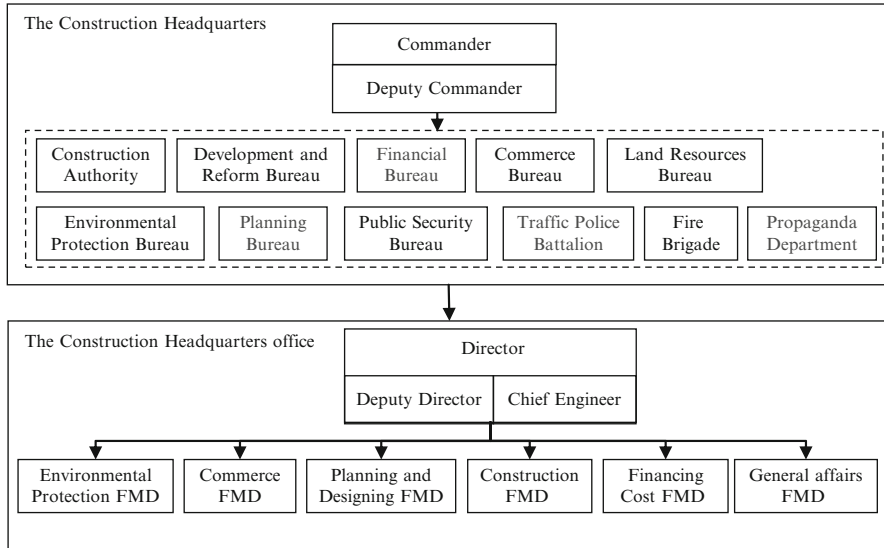 The Construction Headquarters
Commander
Deputy Commander
Construction
Authority
Development and
Reform Bureau
Financial
Bureau
Commerce
Bureau
Land Resources
Bureau
Environmental
Protection Bureau
Planning
Bureau
Public Security
Bureau
Traffic Police
Battalion
Fire
Brigade
Propaganda
Department
The Construction Headquarters office
Director
Deputy Director
Chief Engineer
Environmental
Protection FMD
Commerce
FMD
Planning and
Designing FMD
Construction
FMD
Financing
Cost FMD
General affairs
FMD